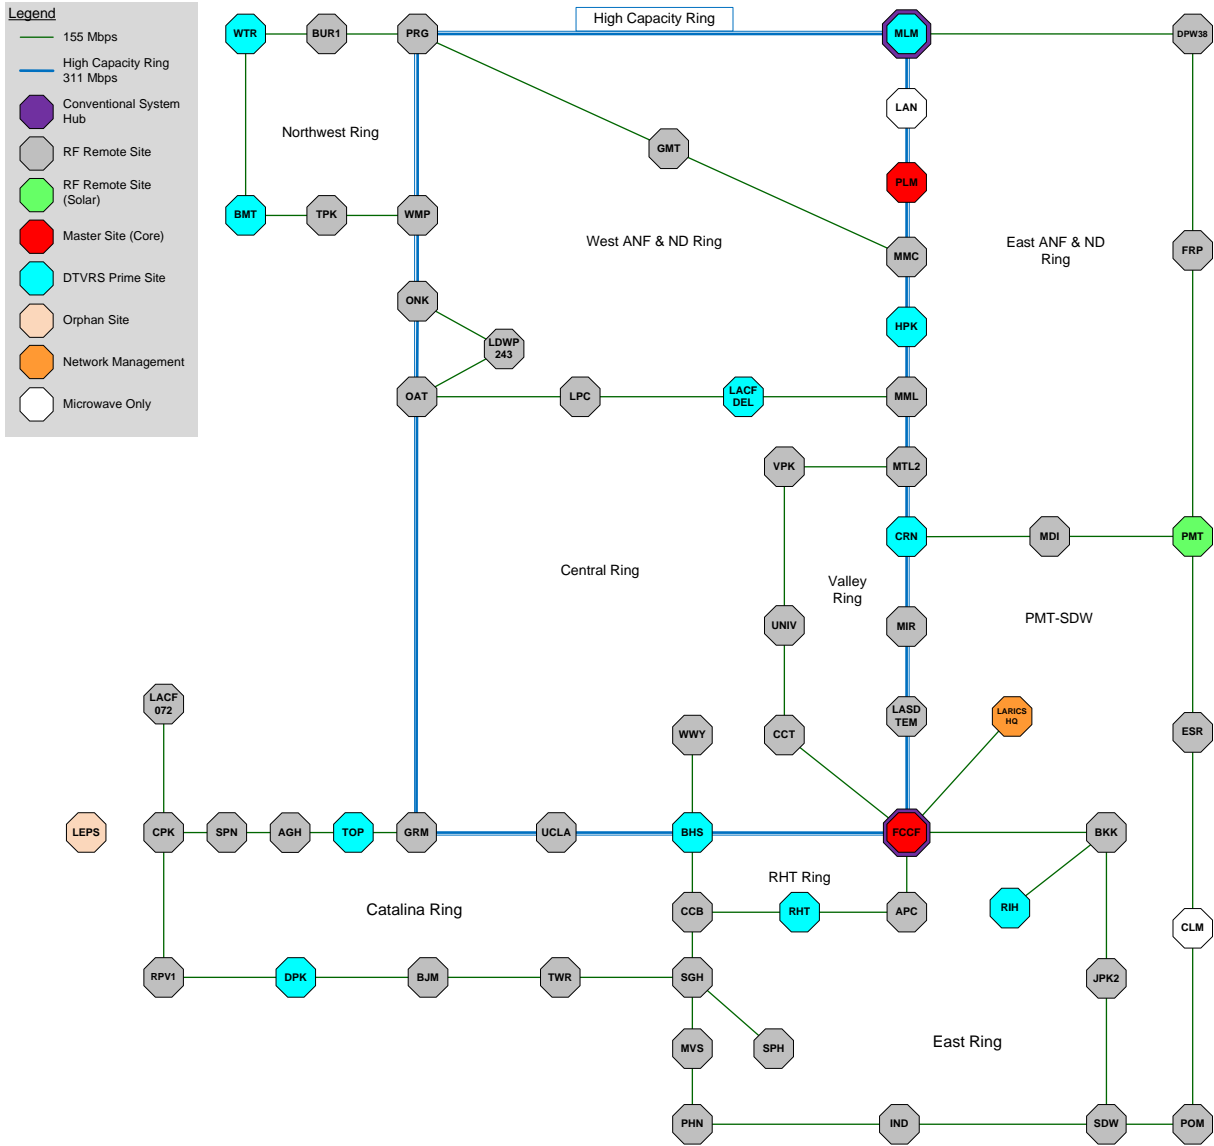 Legend
155 Mbps
High Capacity Ring
311 Mbps
Conventional System
Hub
RF Remote Site
RF Remote Site
(Solar)
Master Site (Core)
DTVRS Prime Site
Orphan Site
Network Management
Microwave Only
High Capacity Ring
WTR
BUR1
PRG
MLM
DPW38
LAN
Northwest Ring
GMT
PLM
BMT
TPK
WMP
West ANF & ND Ring
East ANF & ND
Ring
MMC
FRP
ONK
HPK
LDWP
243
OAT
LPC
LACF
DEL
MML
VPK
MTL2
CRN
MDI
PMT
Central Ring
Valley
Ring
UNIV
MIR
PMT-SDW
LACF
072
WWY
CCT
LASD
TEM
LARICS
HQ
ESR
LEPS
CPK
SPN
AGH
TOP
GRM
UCLA
BHS
FCCF
BKK
RHT Ring
Catalina Ring
CCB
RHT
APC
RIH
CLM
RPV1
DPK
BJM
TWR
SGH
JPK2
MVS
SPH
East Ring
PHN
IND
SDW
POM